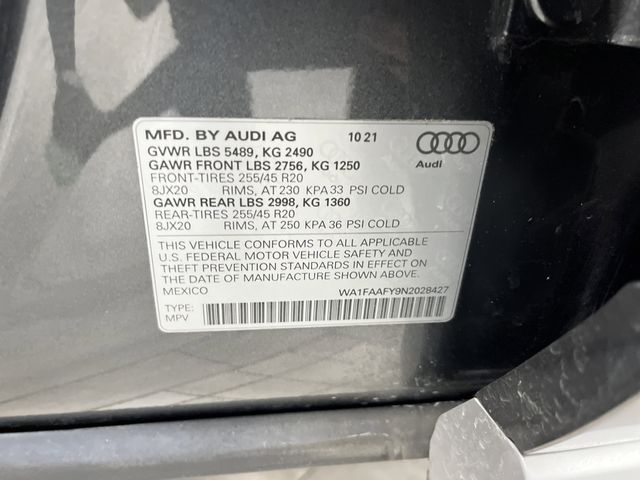 MFD. BY AUDI AG 10 21
GVWR LBS 5489, KG 2490
GAWR FRONT LBS 2756, KG 1250
Audi
FRONT-TIRES 255/45 R20
8JX20 RIMS, AT 230 KPA 33 PSI COLD
GAWR REAR LBS 2998, KG 1360
REAR-TIRES 255/45 R20
8JX20 RIMS, AT 250 KPA 36 PSI COLD
THIS VEHICLE CONFORMS TO ALL APPLICABLE
U.S. FEDERAL MOTOR VEHICLE SAFETY AND
THEFT PREVENTION STANDARDS IN EFFECT ON
THE DATE OF MANUFACTURE SHOWN ABOVE.
MEXICO WA1FAAFY9N2028427
TYPE:
MPV